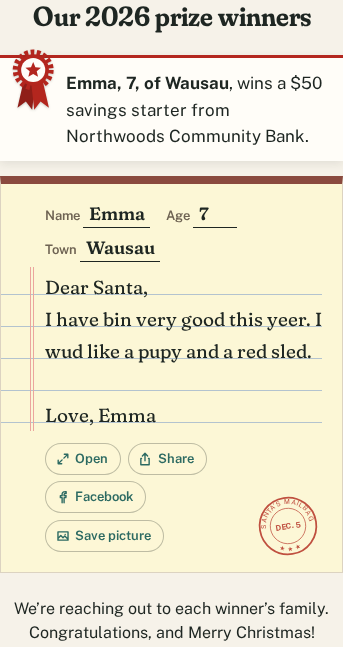 Our 2026 prize winners
Emma, 7, of Wausau, wins a $50
savings starter from
Northwoods Community Bank.
Name Emma Age 7
Town Wausau
Dear Santa,
I have bin very good this yeer. I
wud like a pupy and a red sled.
Love, Emma
Open Share
Facebook
Save picture
SANTA'S MAILBAG
DEC. 5
We're reaching out to each winner's family.
Congratulations, and Merry Christmas!